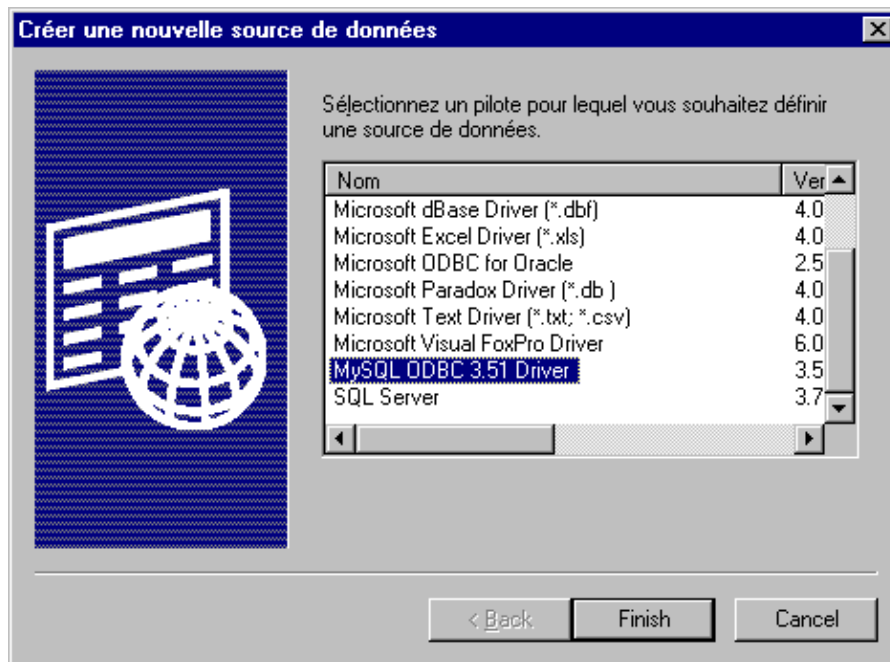 Créer une nouvelle source de données
Sélectionnez un pilote pour lequel vous souhaitez définir
une source de données.
Nom Ver
Microsoft dBase Driver (*.dbf) 4.0
Microsoft Excel Driver (*.xls) 4.0
Microsoft ODBC for Oracle 2.5
Microsoft Paradox Driver (*.db ) 4.0
Microsoft Text Driver (*.txt; *.csv) 4.0
Microsoft Visual FoxPro Driver 6.0
MySQL ODBC 3.51 Driver 3.5
SQL Server 3.7
< Back Finish Cancel